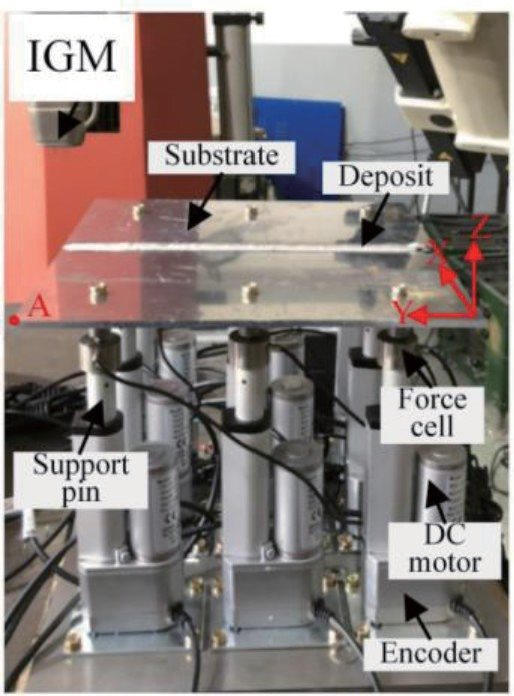 IGM
Substrate
Deposit
Z
X
A
Y
Force
cell
Support
pin
DC
motor
Encoder